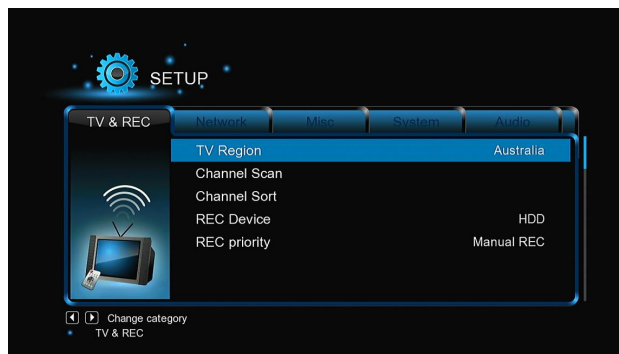 SETUP
TV & REC Network Misc System Audio
TV Region Australia
Channel Scan
Channel Sort
REC Device HDD
REC priority Manual REC
Change category
TV & REC